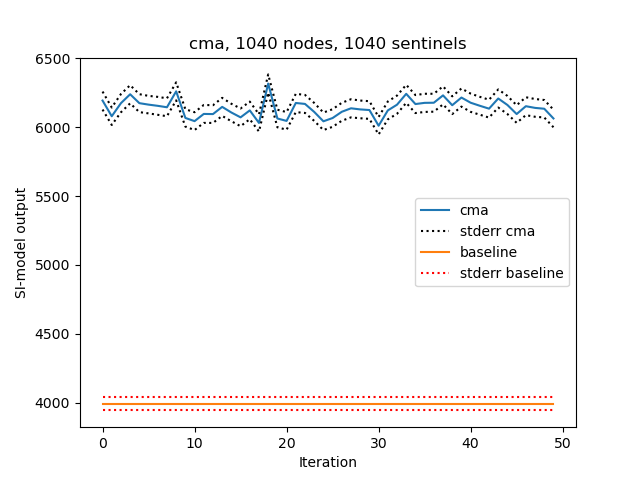 cma, 1040 nodes, 1040 sentinels
6500
6000
5500
5000
4500
4000
SI-model output
cma
stderr cma
baseline
stderr baseline
0 10 20 30 40 50
Iteration